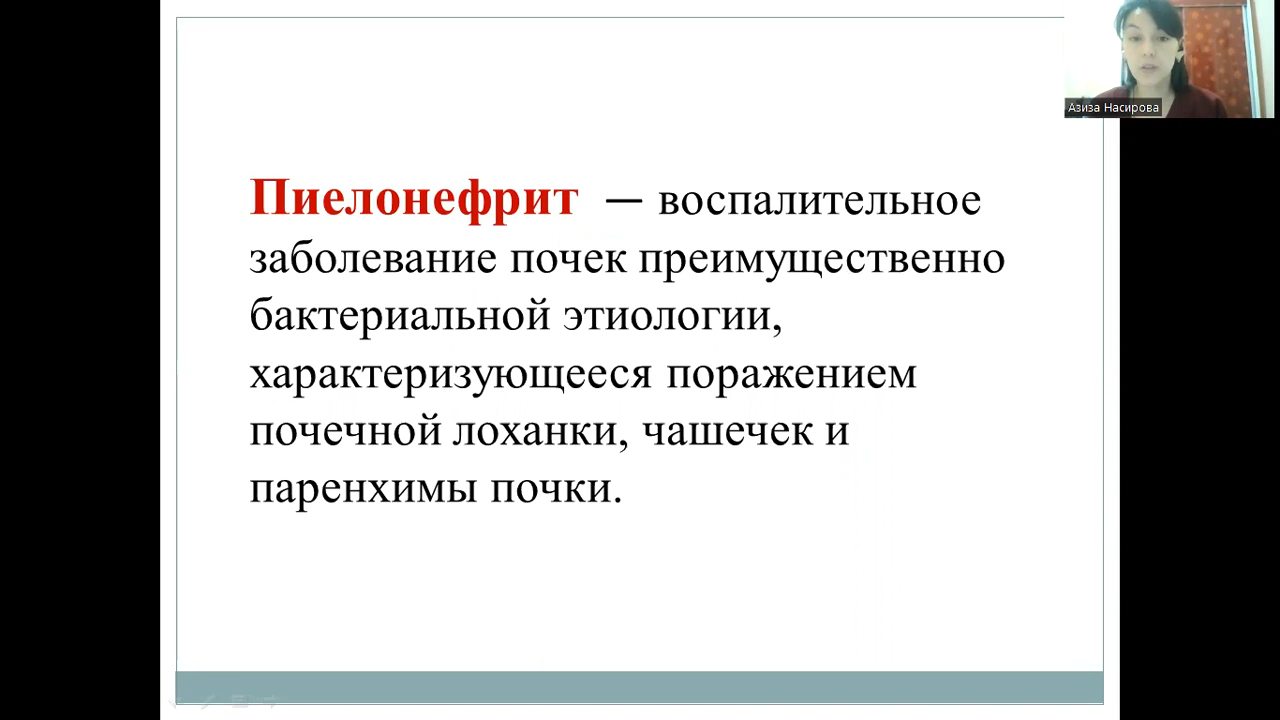 Азиза Насирова
Пиелонефрит — воспалительное
заболевание почек преимущественно
бактериальной этиологии,
характеризующееся поражением
почечной лоханки, чашечек и
паренхимы почки.